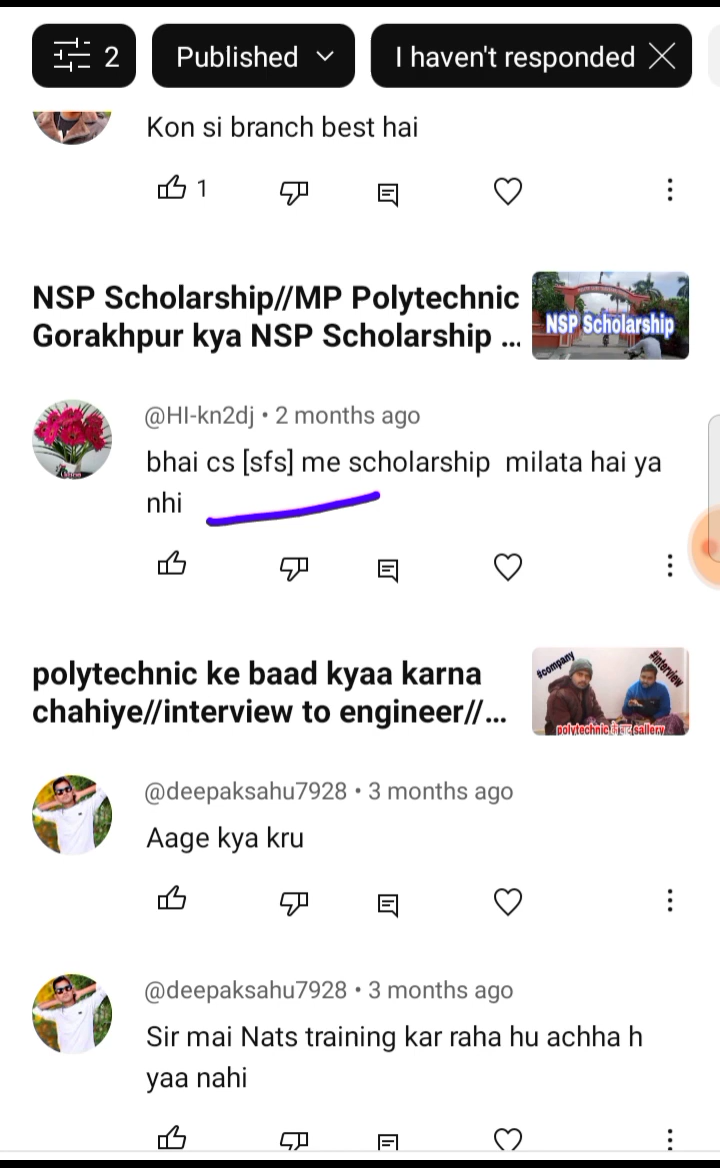 2
Published
I haven't responded
Kon si branch best hai
1
NSP Scholarship//MP Polytechnic
Gorakhpur kya NSP Scholarship ...
NSP Scholarship
@HI-kn2dj • 2 months ago
bhai cs [sfs] me scholarship milata hai ya
nhi
polytechnic ke baad kyaa karna
chahiye//interview to engineer//...
#company
#interview
polytechnic के बाद sallery
@deepaksahu7928 • 3 months ago
Aage kya kru
@deepaksahu7928 • 3 months ago
Sir mai Nats training kar raha hu achha h
yaa nahi